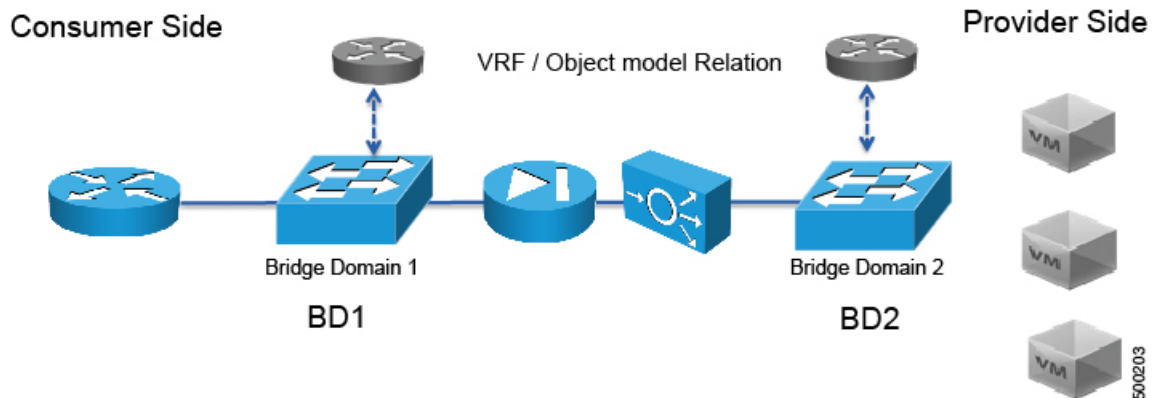 Consumer Side
Provider Side
VRF / Object model Relation
VM
Bridge Domain 1
Bridge Domain 2
VM
BD1
BD2
VM
500203